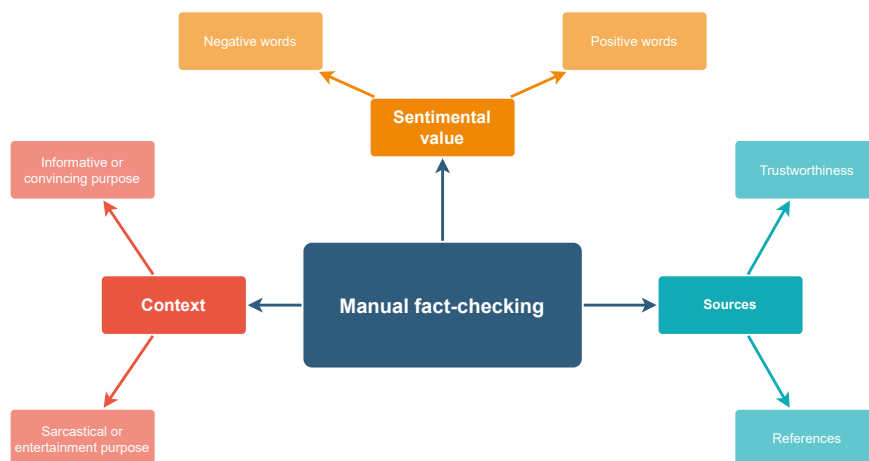 Negative words
Positive words
Sentimental
value
Informative or
convincing purpose
Trustworthiness
Context
Manual fact-checking
Sources
Sarcastical or
entertainment purpose
References